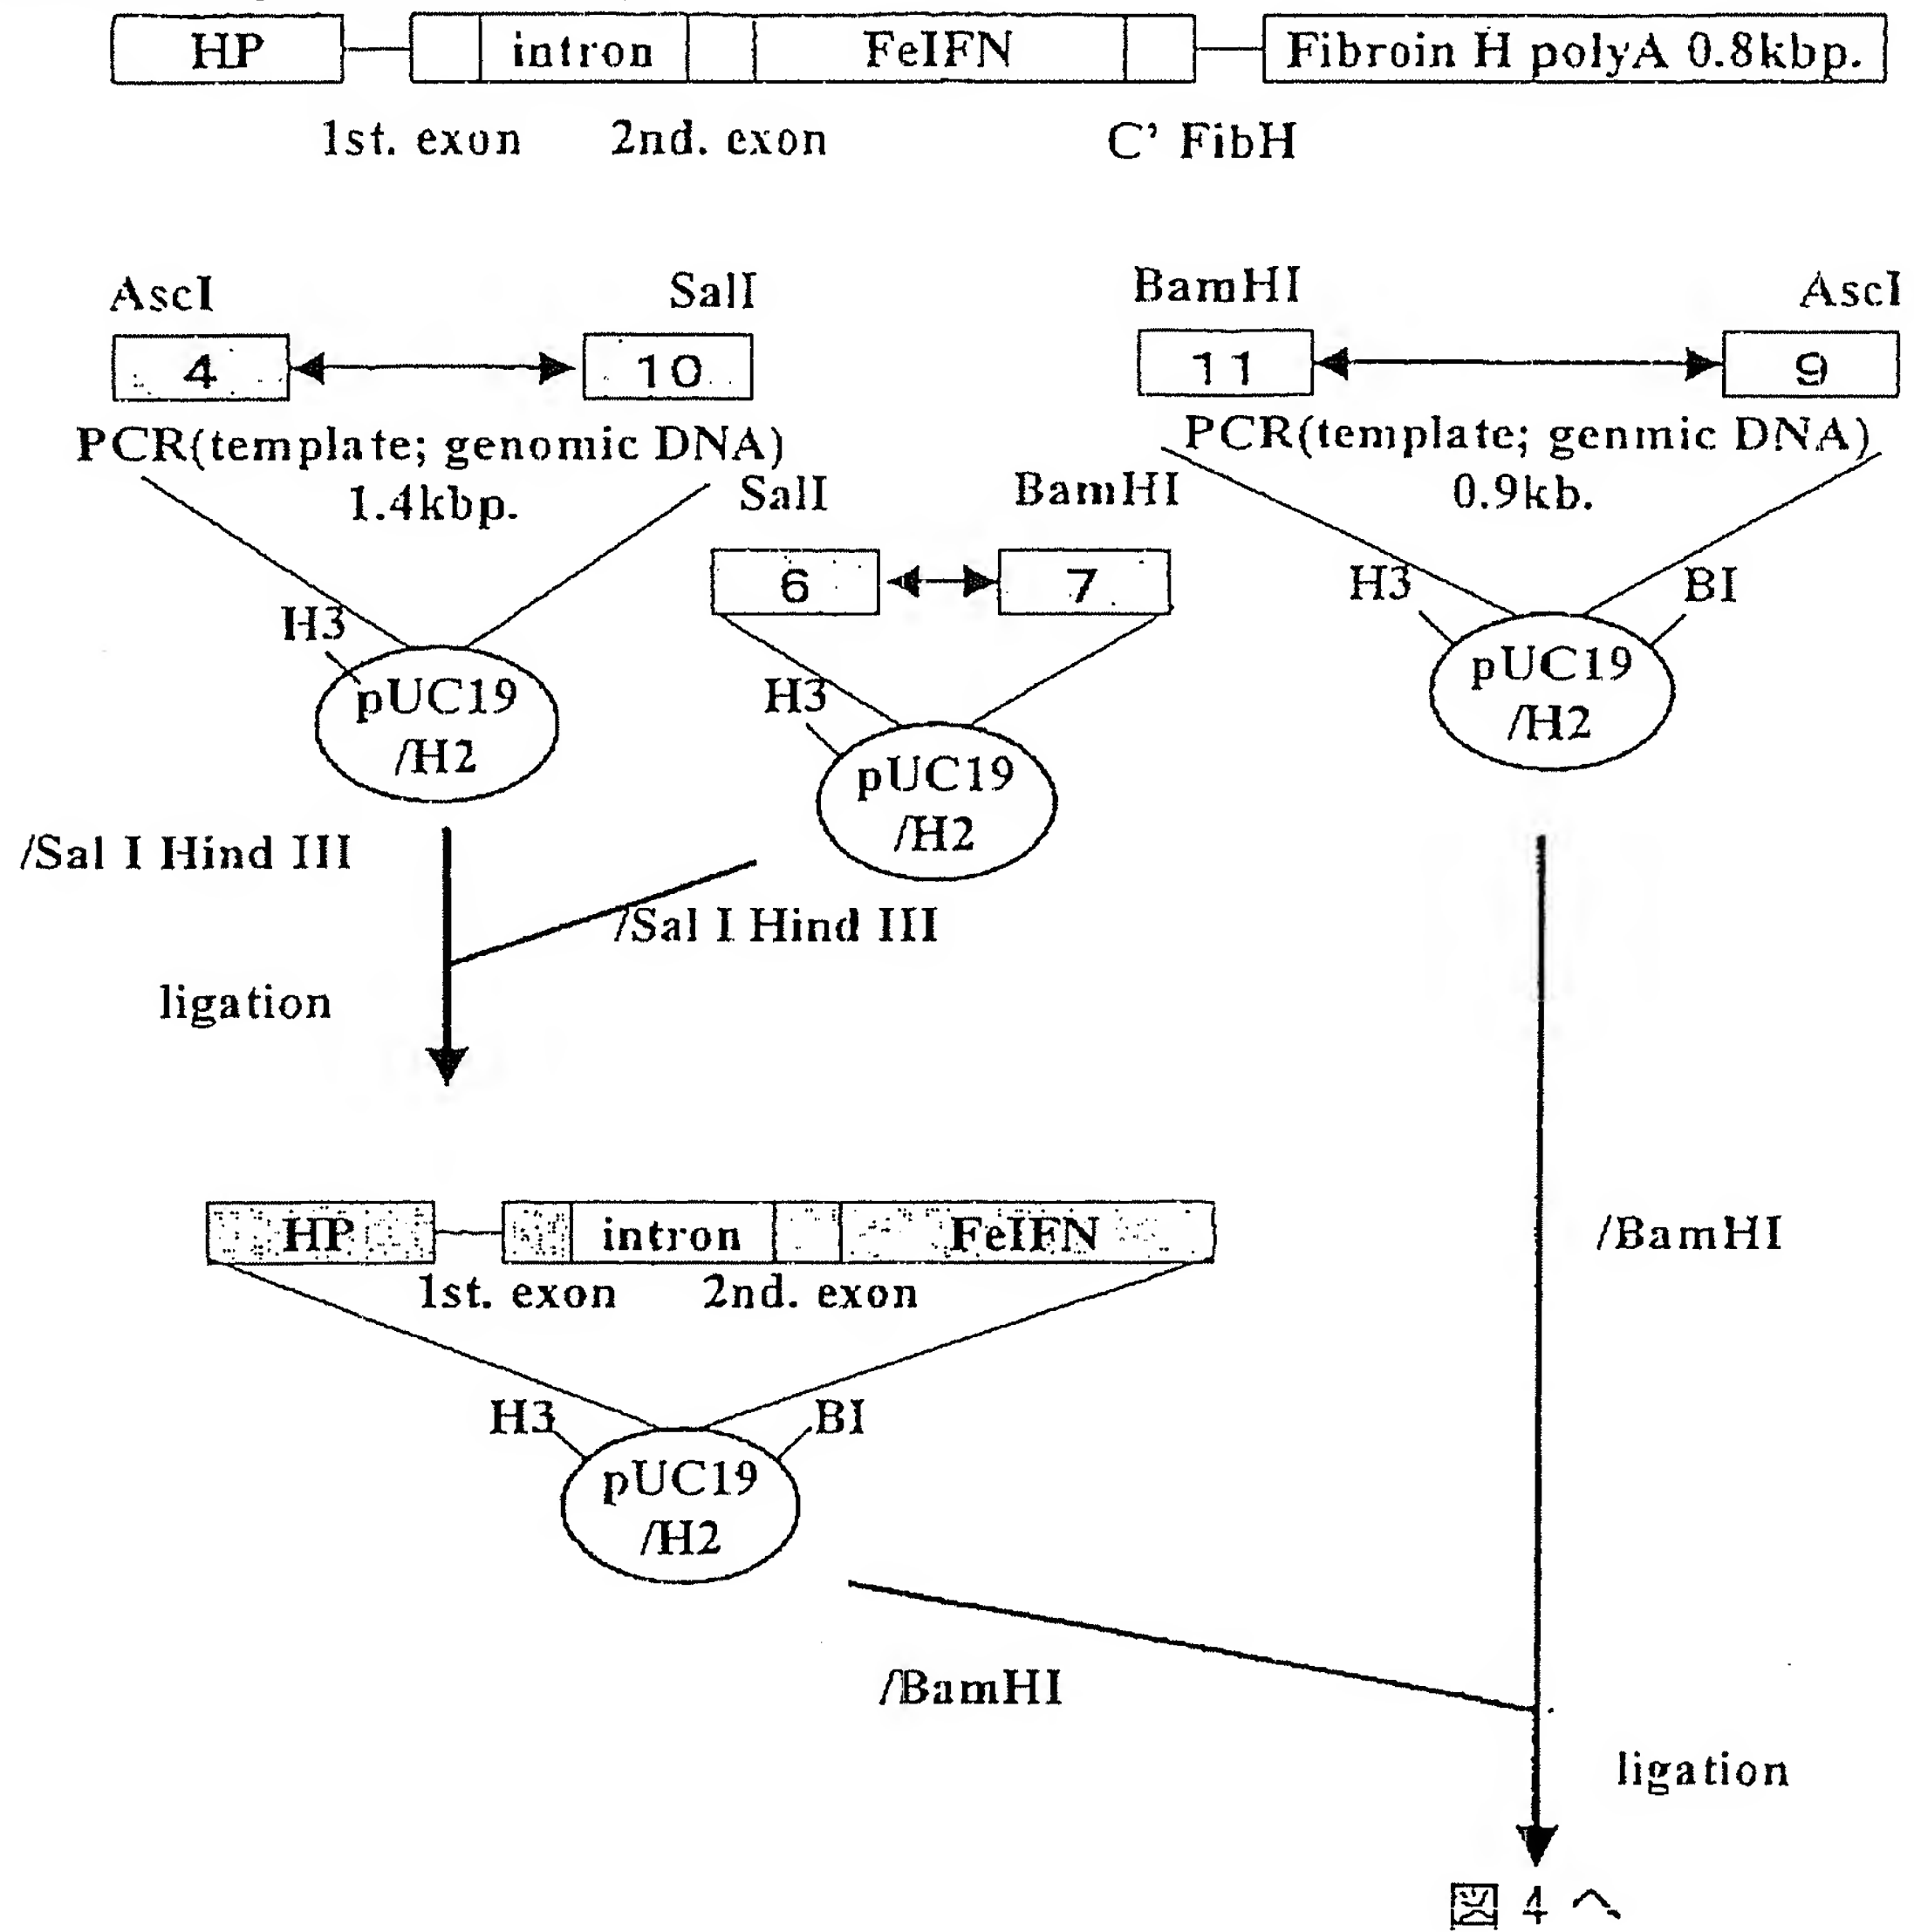 HP intron FeIFN Fibroin H polyA 0.8kbp.
1st. exon 2nd. exon C' FibH
AscI SalI BamHI AscI
4 10 11 9
PCR(template; genomic DNA) PCR(template; genmic DNA)
1.4kbp. SalI BamHI 0.9kb.
6 7
H3 H3 BI
H3
pUC19
/H2
pUC19
/H2
pUC19
/H2
/Sal I Hind III
/Sal I Hind III
ligation
HP intron FeIFN
1st. exon 2nd. exon
/BamHI
H3 BI
pUC19
/H2
/BamHI
ligation
図 4 へ